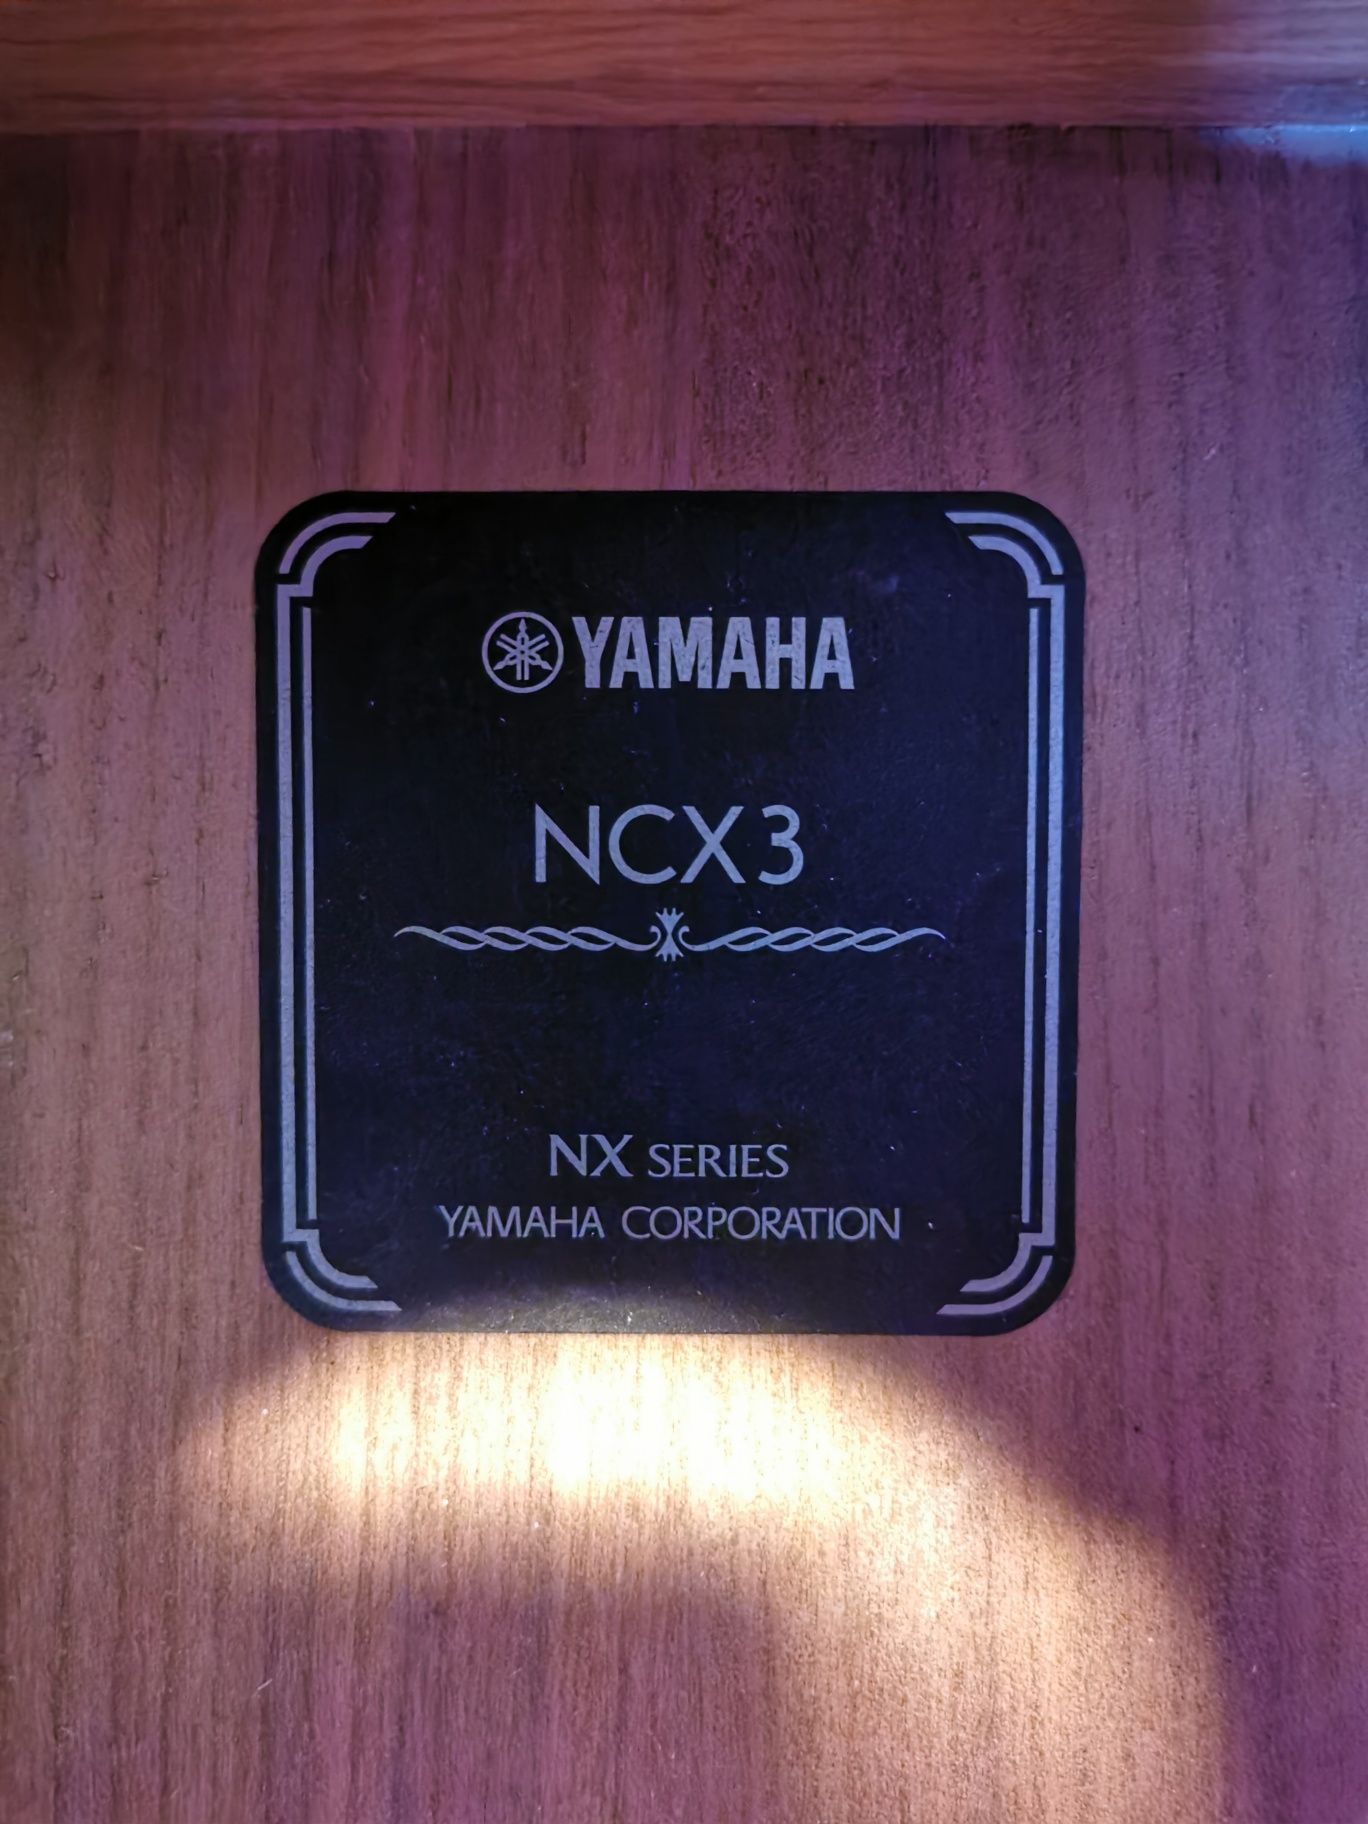 YAMAHA
NCX3
NX SERIES
YAMAHA CORPORATION